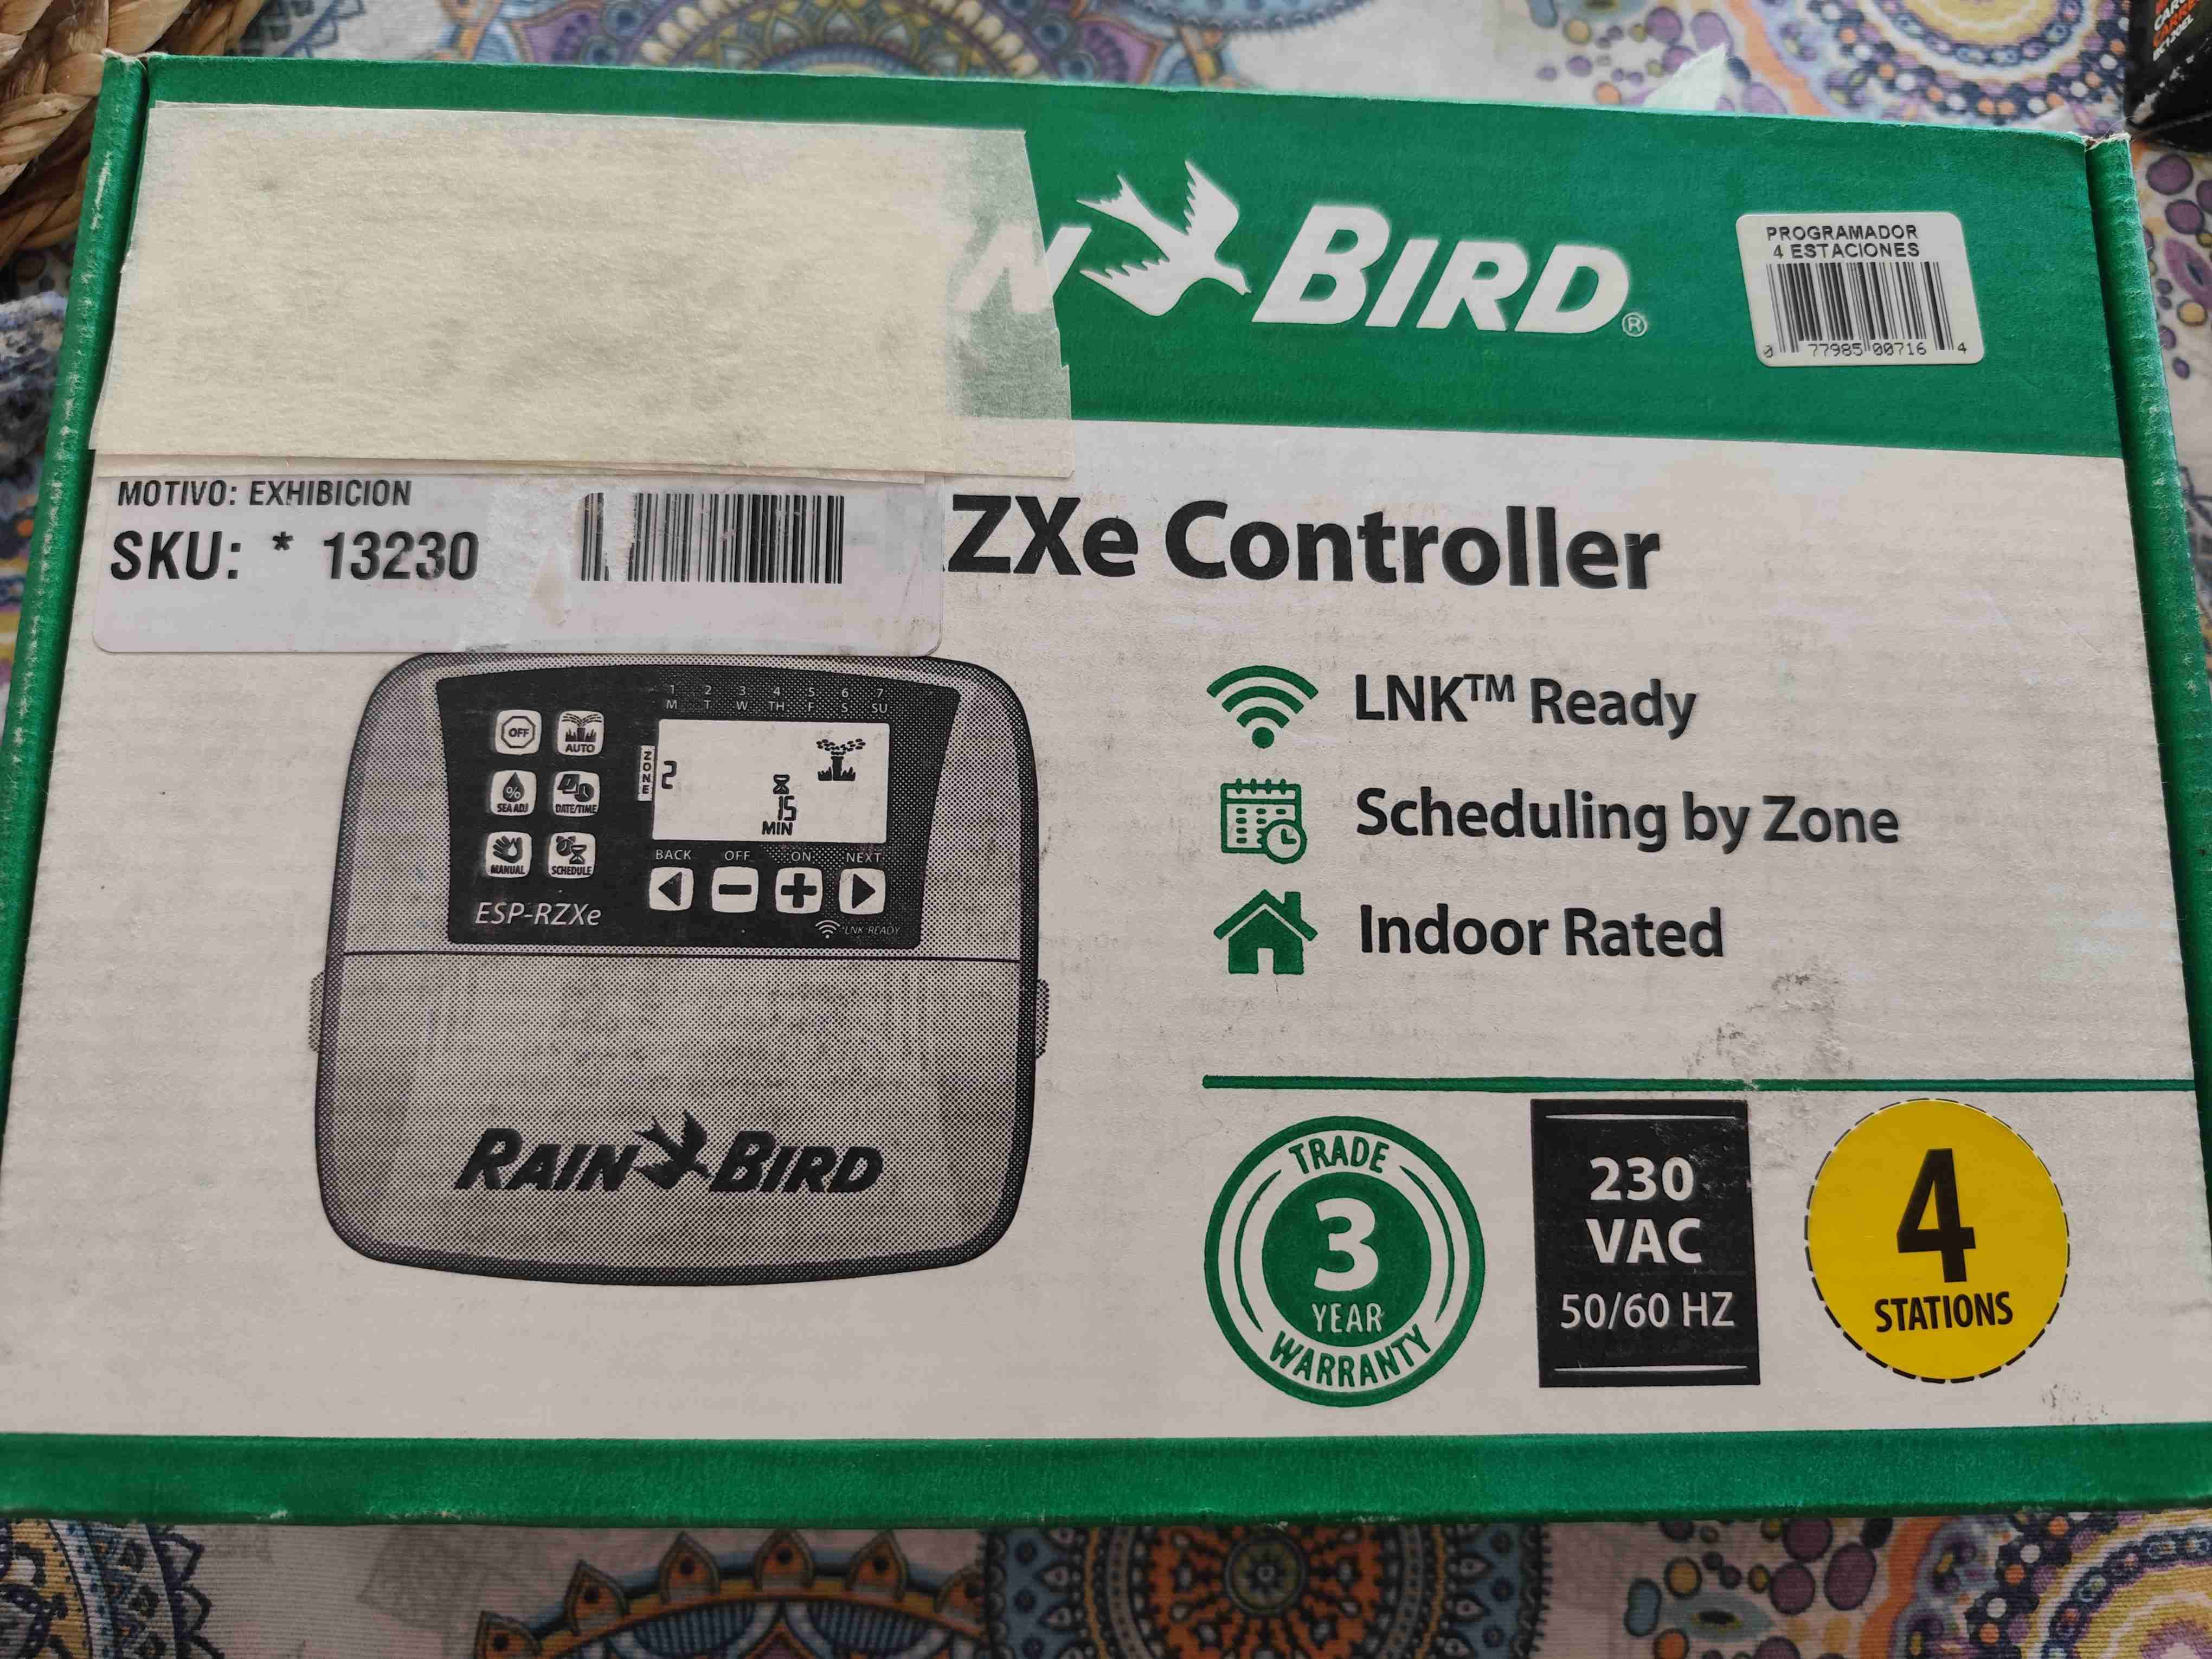 BIRD®
PROGRAMADOR
4 ESTACIONES
0 77985 00716 4
MOTIVO: EXHIBICION
SKU: * 13230
ZXe Controller
LNK™ Ready
Scheduling by Zone
Indoor Rated
1 2 3 4 5 6 7
M T W TH F S SU
OFF
AUTO
ZONE
2
15
MIN
%
SEA ADJ
DATE/TIME
MANUAL
SCHEDULE
BACK OFF ON NEXT
ESP-RZXe
LNK READY
RAIN BIRD
TRADE
3
YEAR
WARRANTY
230
VAC
50/60 HZ
4
STATIONS